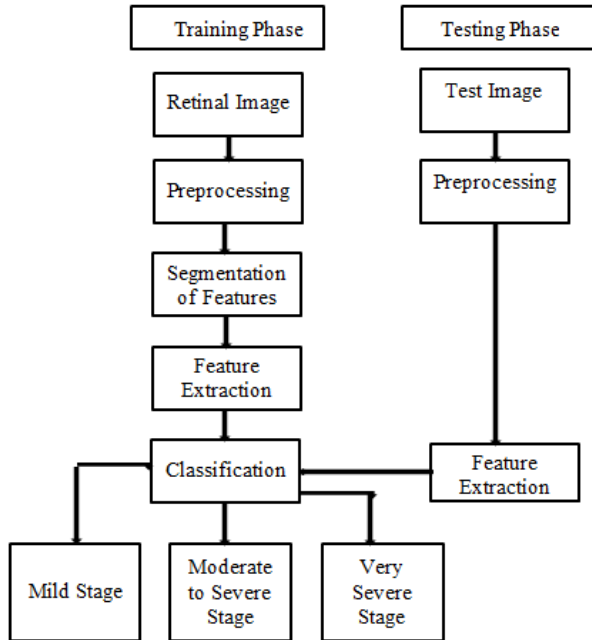 Training Phase
Testing Phase
Retinal Image
Test Image
Preprocessing
Preprocessing
Segmentation
of Features
Feature
Extraction
Classification
Feature
Extraction
Mild Stage
Moderate
to Severe
Stage
Very
Severe
Stage